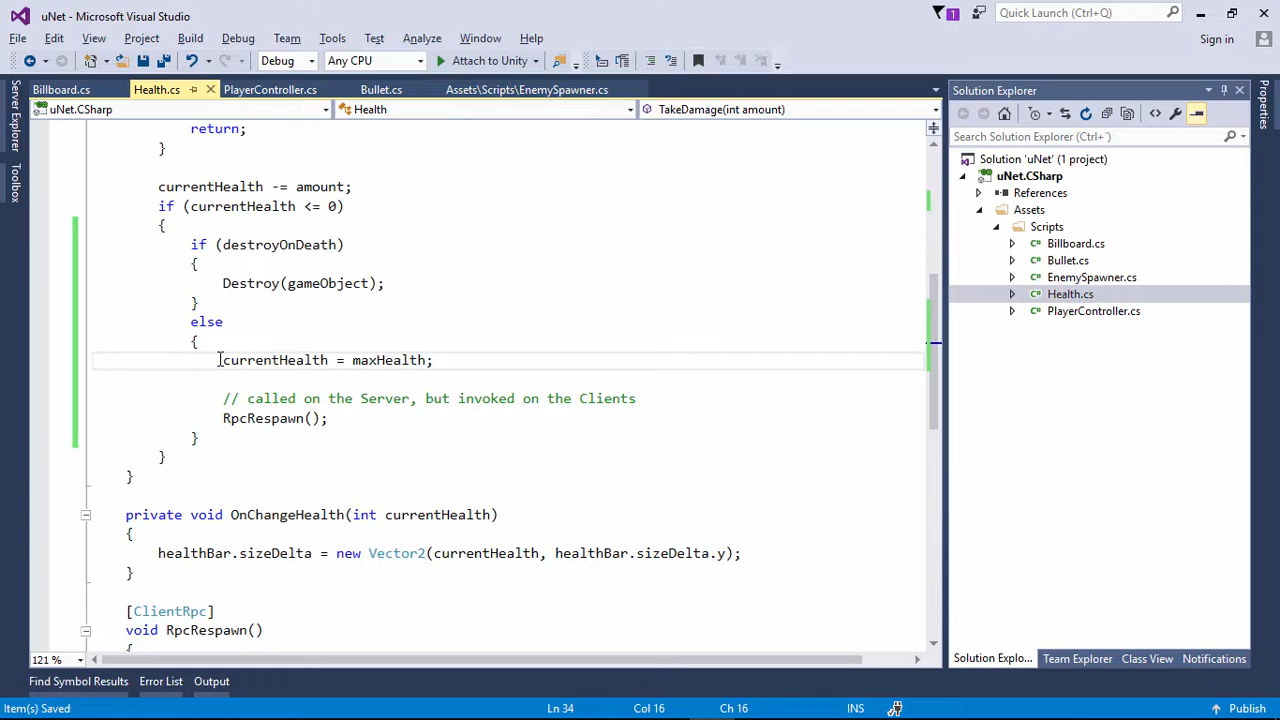 uNet - Microsoft Visual Studio
1
Quick Launch (Ctrl+Q)
File Edit View Project Build Debug Team Tools Test Analyze Window Help
Sign in
Debug Any CPU Attach to Unity
Billboard.cs Health.cs PlayerController.cs Bullet.cs Assets\Scripts\EnemySpawner.cs
uNet.CSharp Health TakeDamage(int amount)
Server Explorer
Toolbox
return;
}
currentHealth -= amount;
if (currentHealth <= 0)
{
if (destroyOnDeath)
{
Destroy(gameObject);
}
else
{
currentHealth = maxHealth;
// called on the Server, but invoked on the Clients
RpcRespawn();
}
}
}
private void OnChangeHealth(int currentHealth)
{
healthBar.sizeDelta = new Vector2(currentHealth, healthBar.sizeDelta.y);
}
[ClientRpc]
void RpcRespawn()
{
121 %
Solution Explorer
Search Solution Explorer (Ctrl+¨)
Solution 'uNet' (1 project)
uNet.CSharp
References
Assets
Scripts
Billboard.cs
Bullet.cs
EnemySpawner.cs
Health.cs
PlayerController.cs
Properties
Solution Explo... Team Explorer Class View Notifications
Find Symbol Results Error List Output
Item(s) Saved Ln 34 Col 16 Ch 16 INS Publish